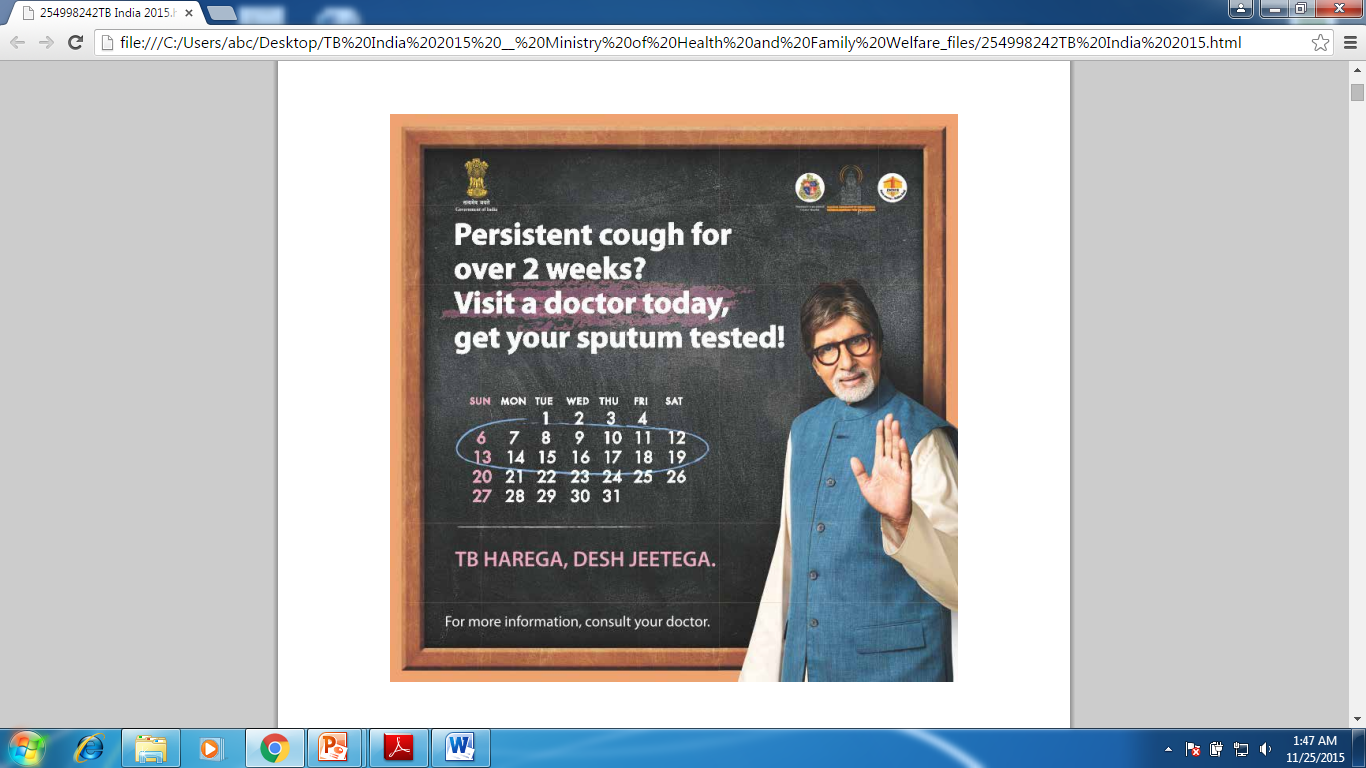 254998242TB India 2015.h
file:///C:/Users/abc/Desktop/TB%20India%202015%20__%20Ministry%20of%20Health%20and%20Family%20Welfare_files/254998242TB%20India%202015.html
सत्यमेव जयते
Government of India
Persistent cough for
over 2 weeks?
Visit a doctor today,
get your sputum tested!
SUN MON TUE WED THU FRI SAT
1 2 3 4
6 7 8 9 10 11 12
13 14 15 16 17 18 19
20 21 22 23 24 25 26
27 28 29 30 31
TB HAREGA, DESH JEETEGA.
For more information, consult your doctor.
1:47 AM
11/25/2015